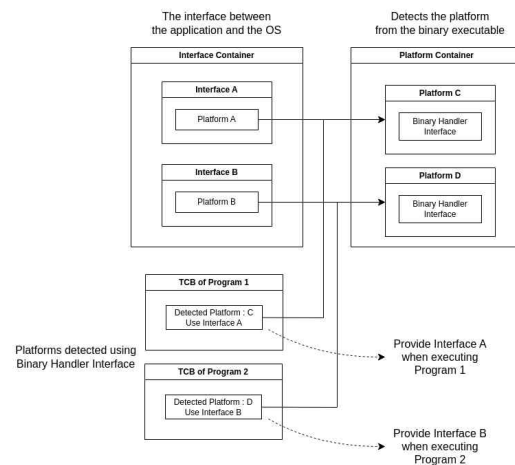 The interface between
the application and the OS
Detects the platform
from the binary executable
Interface Container
Interface A
Platform A
Interface B
Platform B
Platform Container
Platform C
Binary Handler
Interface
Platform D
Binary Handler
Interface
TCB of Program 1
Detected Platform : C
Use Interface A
TCB of Program 2
Detected Platform : D
Use Interface B
Platforms detected using
Binary Handler Interface
Provide Interface A
when executing
Program 1
Provide Interface B
when executing
Program 2